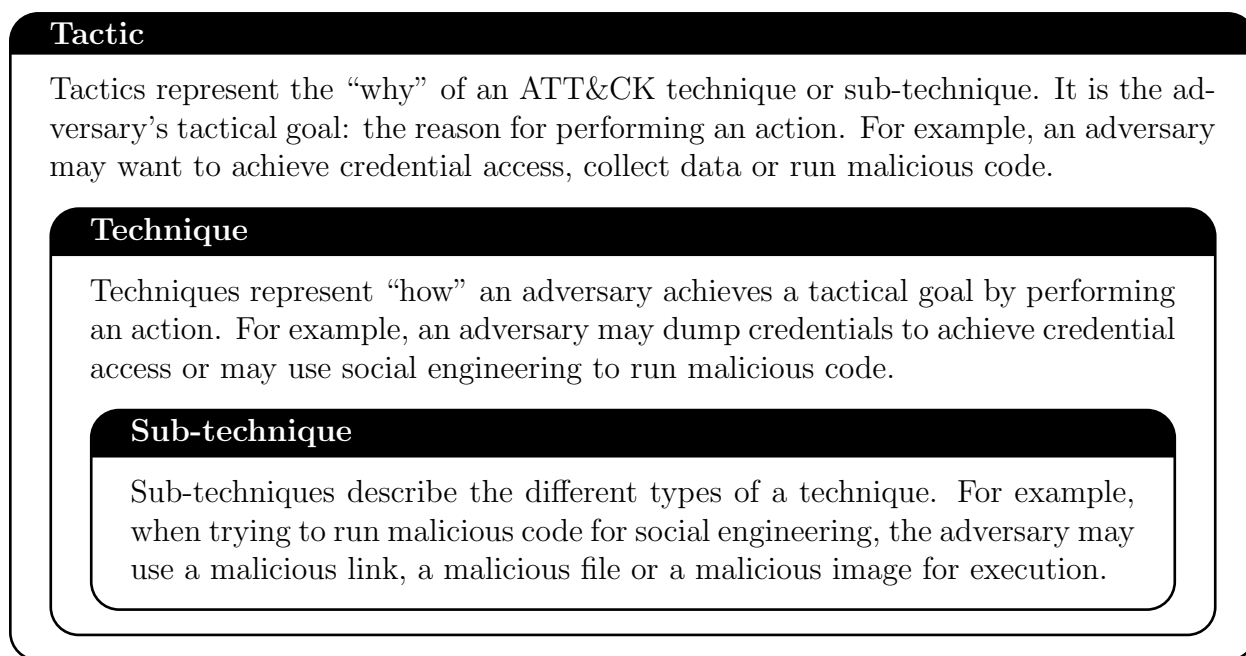 Tactic
Tactics represent the “why” of an ATT&CK technique or sub-technique. It is the ad-
versary’s tactical goal: the reason for performing an action. For example, an adversary
may want to achieve credential access, collect data or run malicious code.
Technique
Techniques represent “how” an adversary achieves a tactical goal by performing
an action. For example, an adversary may dump credentials to achieve credential
access or may use social engineering to run malicious code.
Sub-technique
Sub-techniques describe the different types of a technique. For example,
when trying to run malicious code for social engineering, the adversary may
use a malicious link, a malicious file or a malicious image for execution.